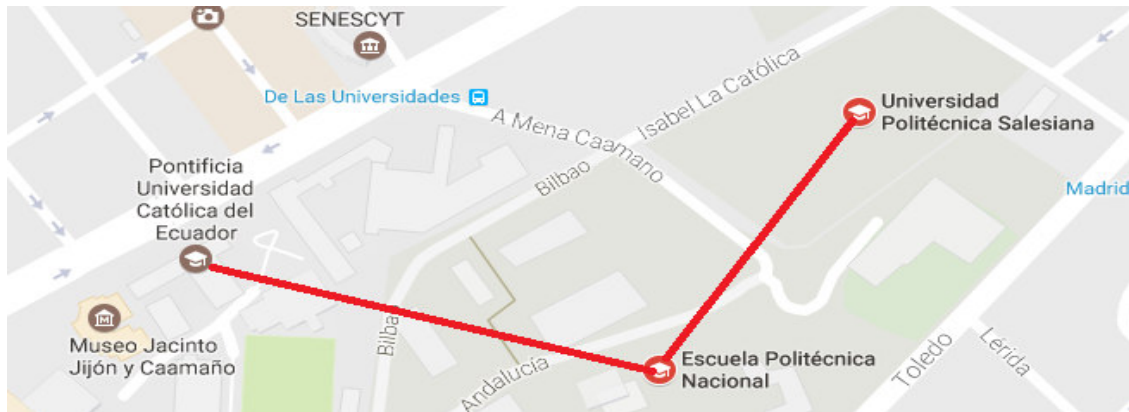 SENESCYT
De Las Universidades
A Mena Caamano
Isabel La Católica
Bilbao
Universidad
Politécnica Salesiana
Pontificia
Universidad
Católica del
Ecuador
Madrid
M
Museo Jacinto
Jijón y Caamaño
Bilba
Andalucía
Escuela Politécnica
Nacional
Toledo
Lérida